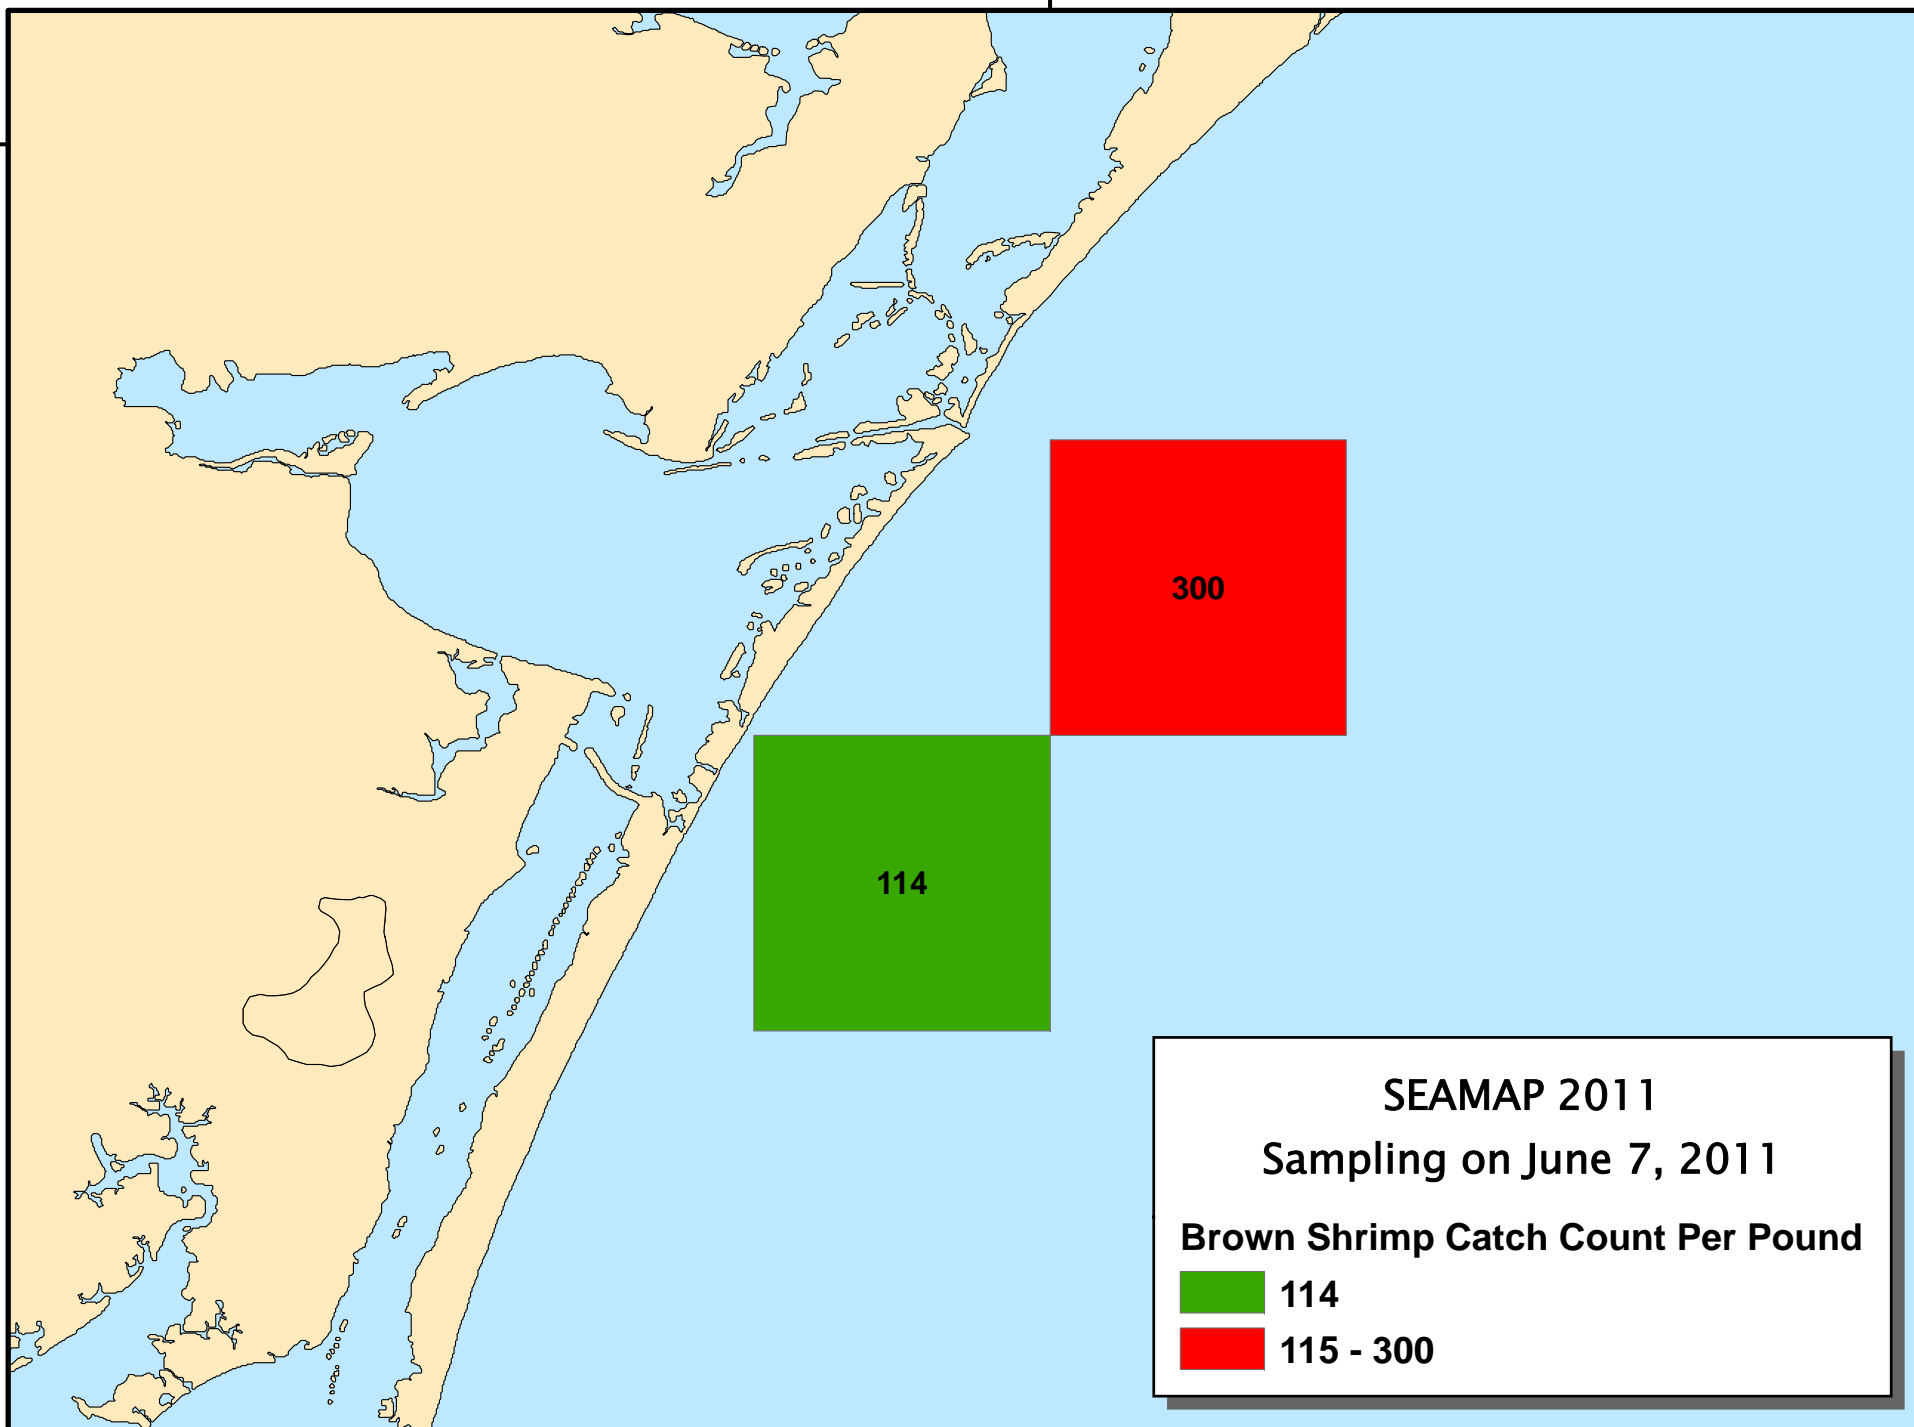 300
114
SEAMAP 2011
Sampling on June 7, 2011
Brown Shrimp Catch Count Per Pound
114
115 - 300